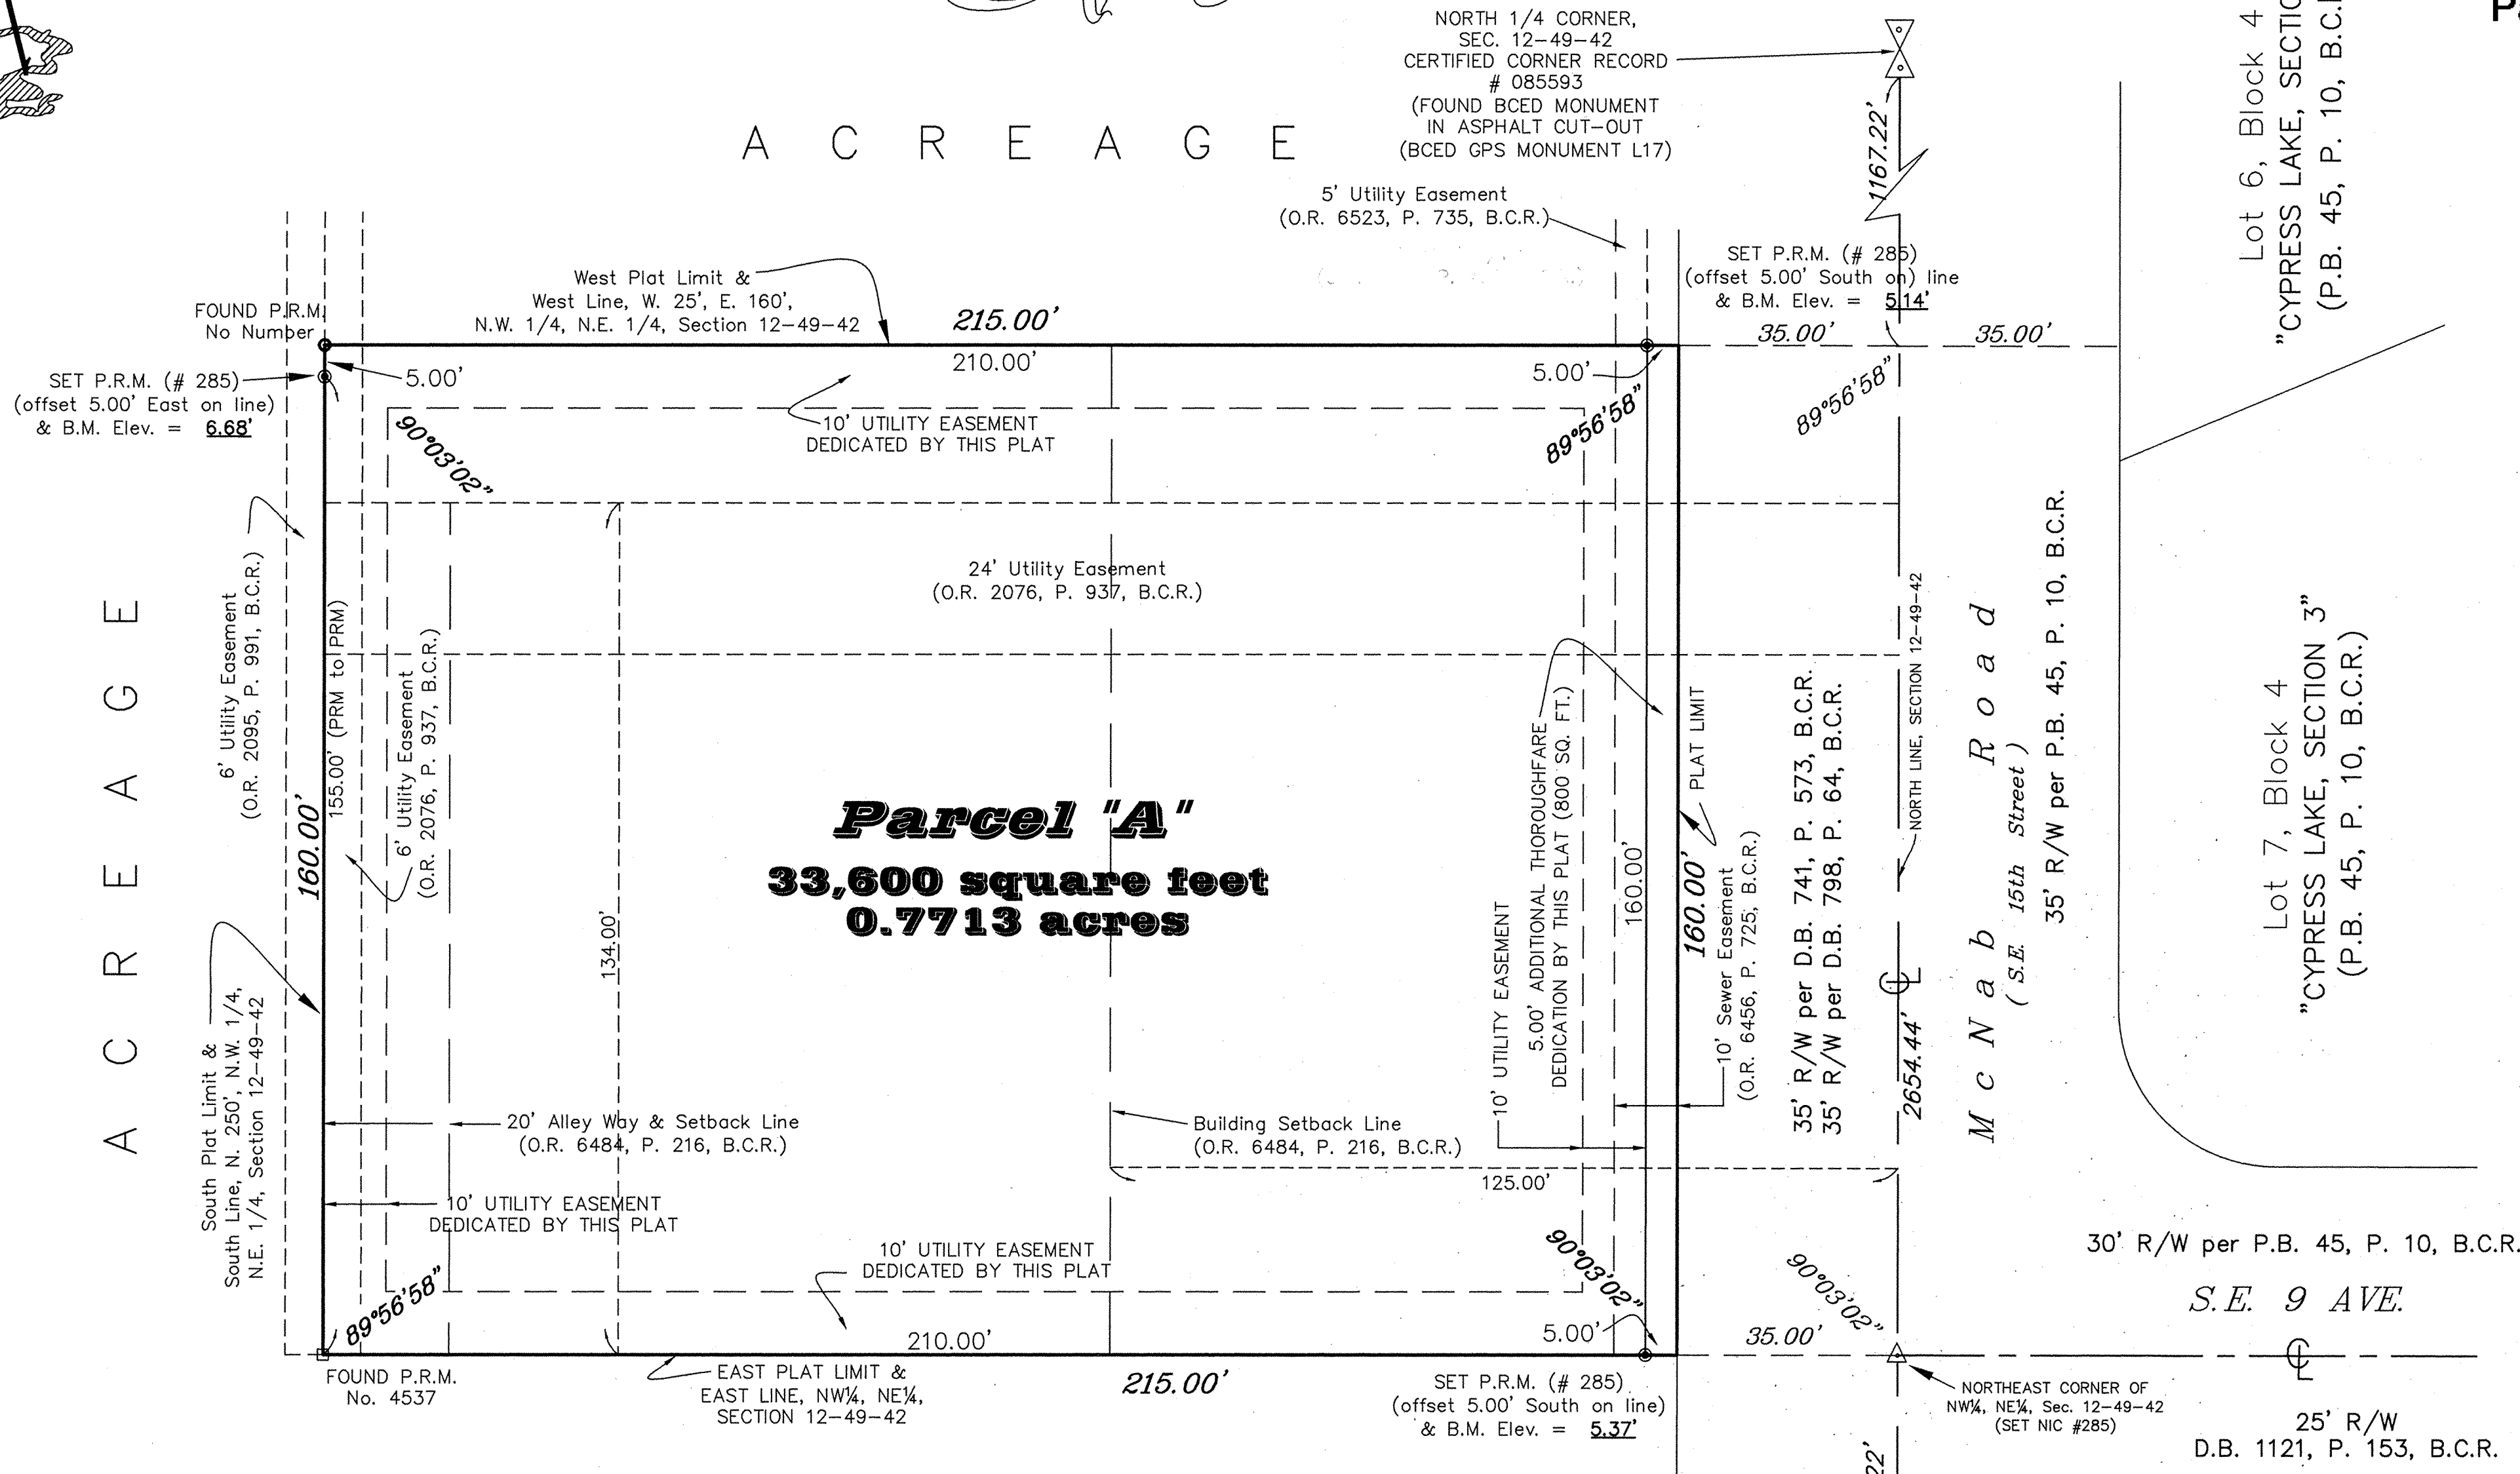 NORTH 1/4 CORNER,
SEC. 12-49-42
CERTIFIED CORNER RECORD
# 085593
(FOUND BCED MONUMENT
IN ASPHALT CUT-OUT
(BCED GPS MONUMENT L17)
1167.22'
Lot 6, Block 4
"CYPRESS LAKE, SECTIO
(P.B. 45, P. 10, B.C.
ACREAGE
5' Utility Easement
(O.R. 6523, P. 735, B.C.R.)
West Plat Limit &
West Line, W. 25', E. 160',
N.W. 1/4, N.E. 1/4, Section 12-49-42
215.00'
210.00'
SET P.R.M. (# 285)
(offset 5.00' South on) line
& B.M. Elev. = 5.14'
35.00'
35.00'
FOUND P.R.M.
No Number
SET P.R.M. (# 285)
(offset 5.00' East on line)
& B.M. Elev. = 6.68'
5.00'
5.00'
10' UTILITY EASEMENT
DEDICATED BY THIS PLAT
90°03'02"
89°56'58"
89°56'58"
24' Utility Easement
(O.R. 2076, P. 937, B.C.R.)
ACREAGE
6' Utility Easement
(O.R. 2095, P. 991, B.C.R.)
160.00'
155.00' (PRM to PRM)
6' Utility Easement
(O.R. 2076, P. 937, B.C.R.)
134.00'
Parcel "A"
33,600 square feet
0.7713 acres
5.00' ADDITIONAL THOROUGHFARE
DEDICATION BY THIS PLAT (800 SQ. FT.)
10' UTILITY EASEMENT
160.00'
160.00'
PLAT LIMIT
10' Sewer Easement
(O.R. 6456, P. 725, B.C.R.)
35' R/W per D.B. 741, P. 573, B.C.R.
35' R/W per D.B. 798, P. 64, B.C.R.
NORTH LINE, SECTION 12-49-42
2654.44'
McNab Road
(S.E. 15th Street)
35' R/W per P.B. 45, P. 10, B.C.R.
Lot 7, Block 4
"CYPRESS LAKE, SECTION 3"
(P.B. 45, P. 10, B.C.R.)
South Plat Limit &
South Line, N. 250', N.W. 1/4,
N.E. 1/4, Section 12-49-42
20' Alley Way & Setback Line
(O.R. 6484, P. 216, B.C.R.)
Building Setback Line
(O.R. 6484, P. 216, B.C.R.)
125.00'
10' UTILITY EASEMENT
DEDICATED BY THIS PLAT
10' UTILITY EASEMENT
DEDICATED BY THIS PLAT
89°56'58"
90°03'02"
90°03'02"
210.00'
5.00'
35.00'
30' R/W per P.B. 45, P. 10, B.C.R.
S.E. 9 AVE.
FOUND P.R.M.
No. 4537
EAST PLAT LIMIT &
EAST LINE, NW¼, NE¼,
SECTION 12-49-42
215.00'
SET P.R.M. (# 285)
(offset 5.00' South on line)
& B.M. Elev. = 5.37'
NORTHEAST CORNER OF
NW¼, NE¼, Sec. 12-49-42
(SET NIC #285)
25' R/W
D.B. 1121, P. 153, B.C.R.
22'